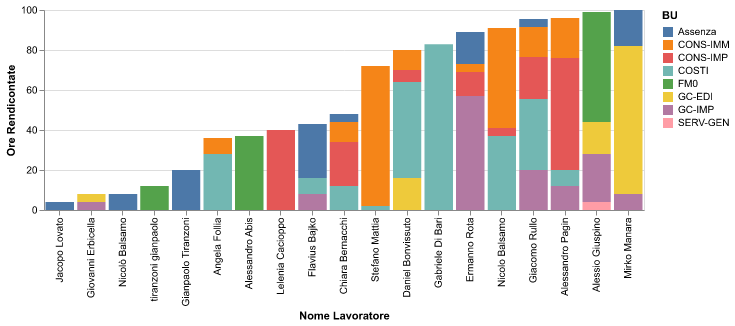 100
80
60
40
20
0
Ore Rendicontate
Jacopo Lovato
Giovanni Erbicella
Nicolò Balsamo
tiranzoni gianpaolo
Gianpaolo Tiranzoni
Angela Follia
Alessandro Abis
Lelenia Cacioppo
Flavius Bajko
Chiara Bernacchi
Stefano Mattia
Daniel Bonvissuto
Gabriele Di Bari
Ermanno Rota
Nicolo Balsamo
Giacomo Rullo
Alessandro Pagin
Alessio Giuspino
Mirko Manara
Nome Lavoratore
BU
Assenza
CONS-IMM
CONS-IMP
COSTI
FM0
GC-EDI
GC-IMP
SERV-GEN